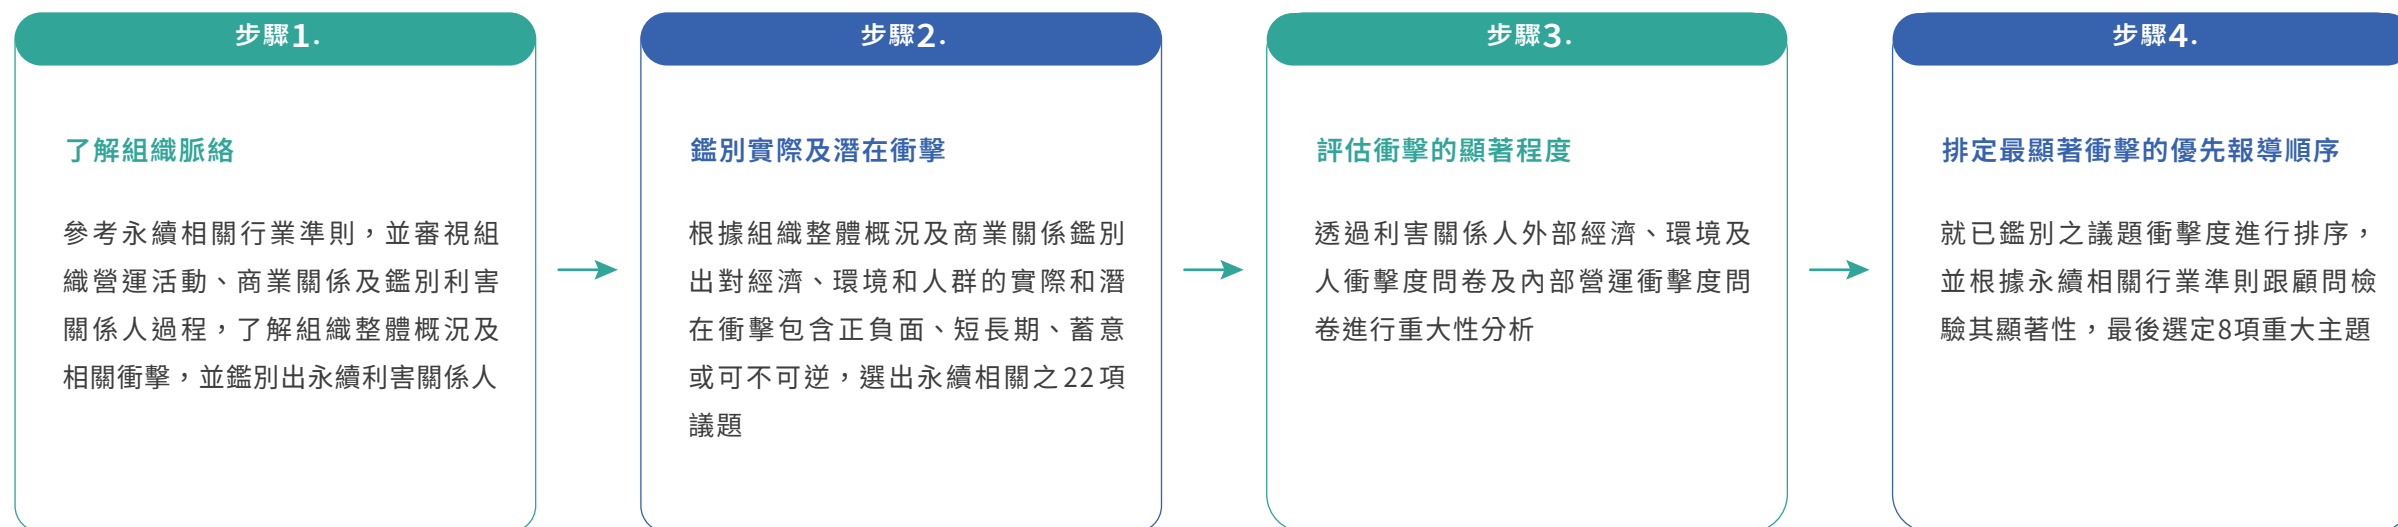 步驟1.
了解組織脈絡
參考永續相關行業準則，並審視組
織營運活動、商業關係及鑑別利害
關係人過程，了解組織整體概況及
相關衝擊，並鑑別出永續利害關係人
步驟2.
鑑別實際及潛在衝擊
根據組織整體概況及商業關係鑑別
出對經濟、環境和人群的實際和潛
在衝擊包含正負面、短長期、蓄意
或可不可逆，選出永續相關之22項
議題
步驟3.
評估衝擊的顯著程度
透過利害關係人外部經濟、環境及
人衝擊度問卷及內部營運衝擊度問
卷進行重大性分析
步驟4.
排定最顯著衝擊的優先報導順序
就已鑑別之議題衝擊度進行排序，
並根據永續相關行業準則跟顧問檢
驗其顯著性，最後選定8項重大主題